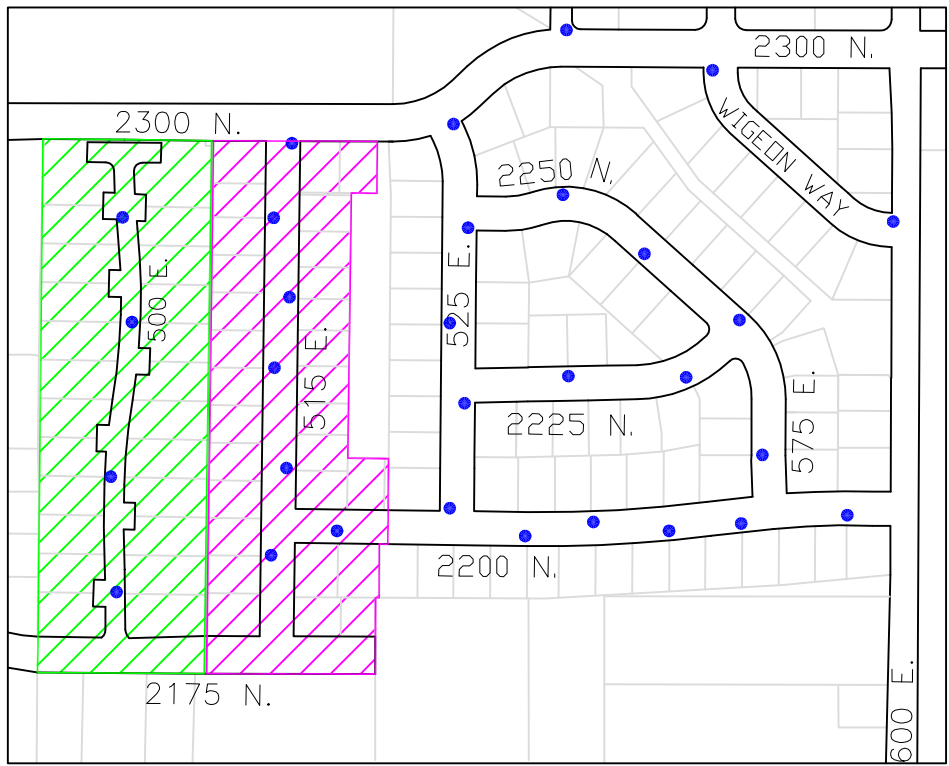 2300 N.
2300 N.
WIGEON WAY
2250 N.
500 E.
525 E.
515 E.
2225 N.
575 E.
2200 N.
2175 N.
600 E.